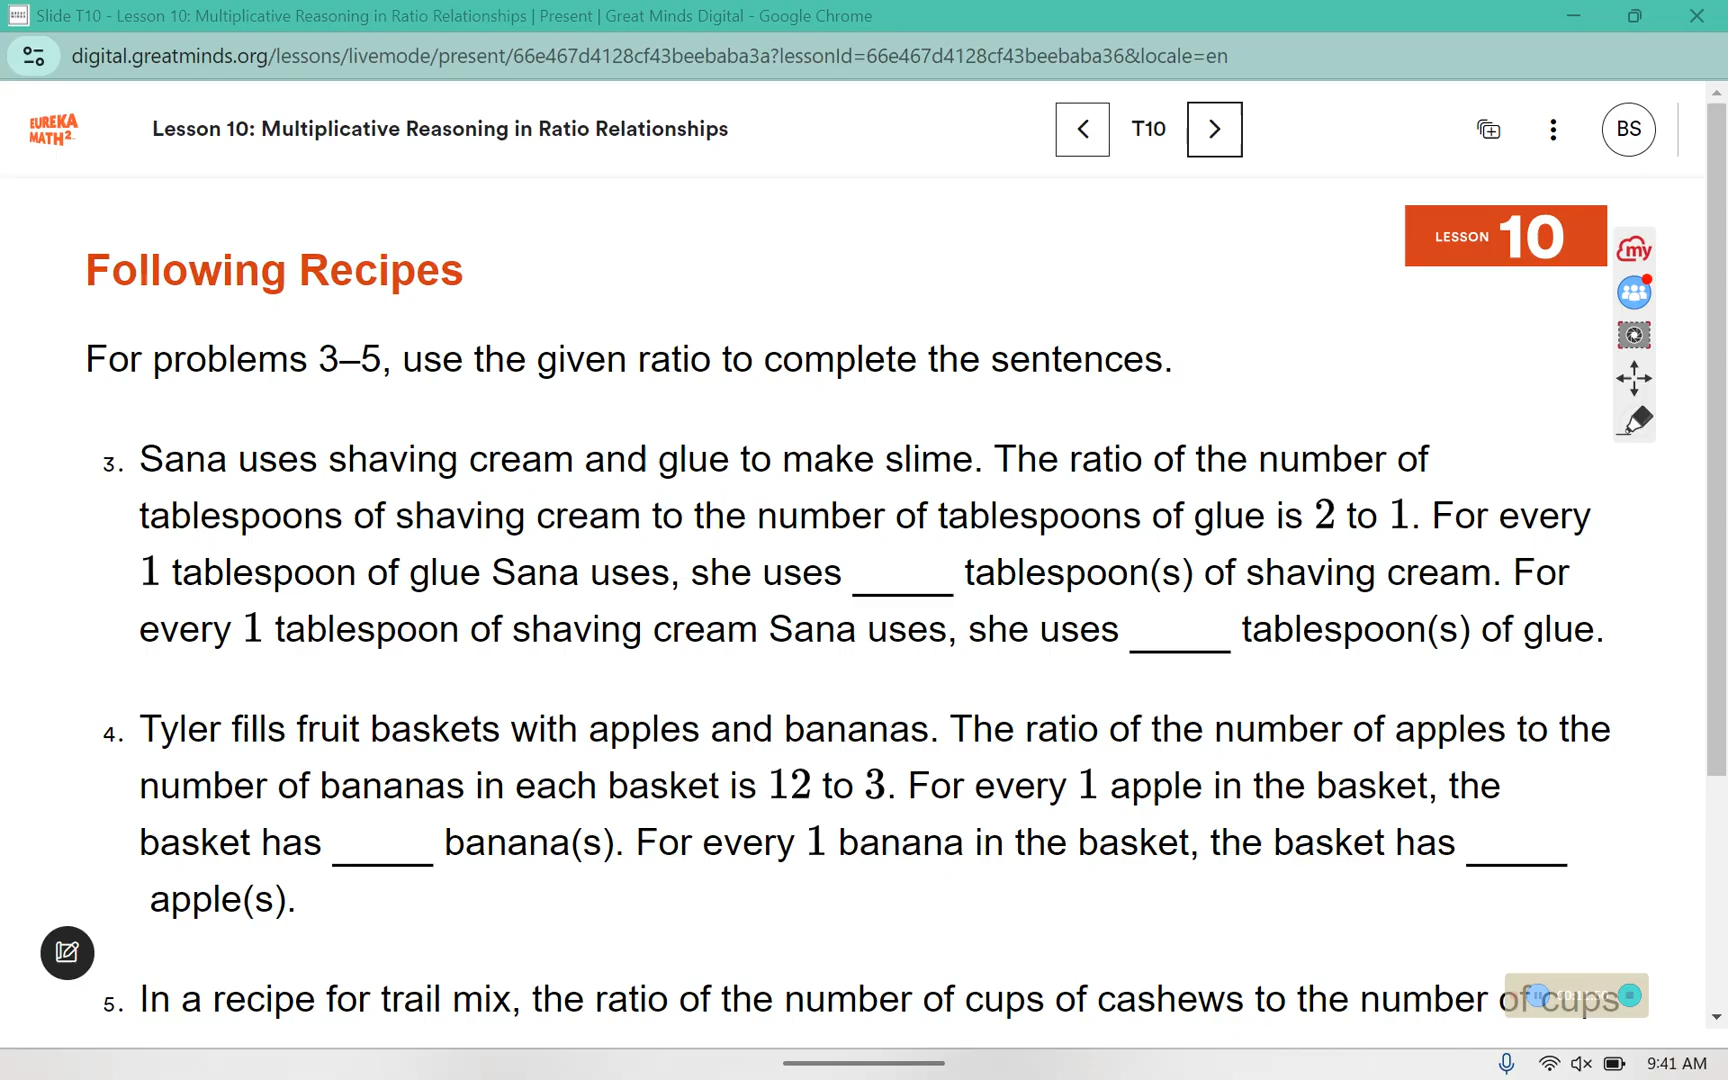 Slide T10 - Lesson 10: Multiplicative Reasoning in Ratio Relationships | Present | Great Minds Digital - Google Chrome
digital.greatminds.org/lessons/livemode/present/66e467d4128cf43beebaba3a?lessonId=66e467d4128cf43beebaba36&locale=en
EUREKA
MATH²
Lesson 10: Multiplicative Reasoning in Ratio Relationships
T10
BS
LESSON 10
my
Following Recipes
For problems 3–5, use the given ratio to complete the sentences.
3. Sana uses shaving cream and glue to make slime. The ratio of the number of
tablespoons of shaving cream to the number of tablespoons of glue is 2 to 1. For every
1 tablespoon of glue Sana uses, she uses _____ tablespoon(s) of shaving cream. For
every 1 tablespoon of shaving cream Sana uses, she uses _____ tablespoon(s) of glue.
4. Tyler fills fruit baskets with apples and bananas. The ratio of the number of apples to the
number of bananas in each basket is 12 to 3. For every 1 apple in the basket, the
basket has _____ banana(s). For every 1 banana in the basket, the basket has _____
apple(s).
5. In a recipe for trail mix, the ratio of the number of cups of cashews to the number of cups
9:41 AM